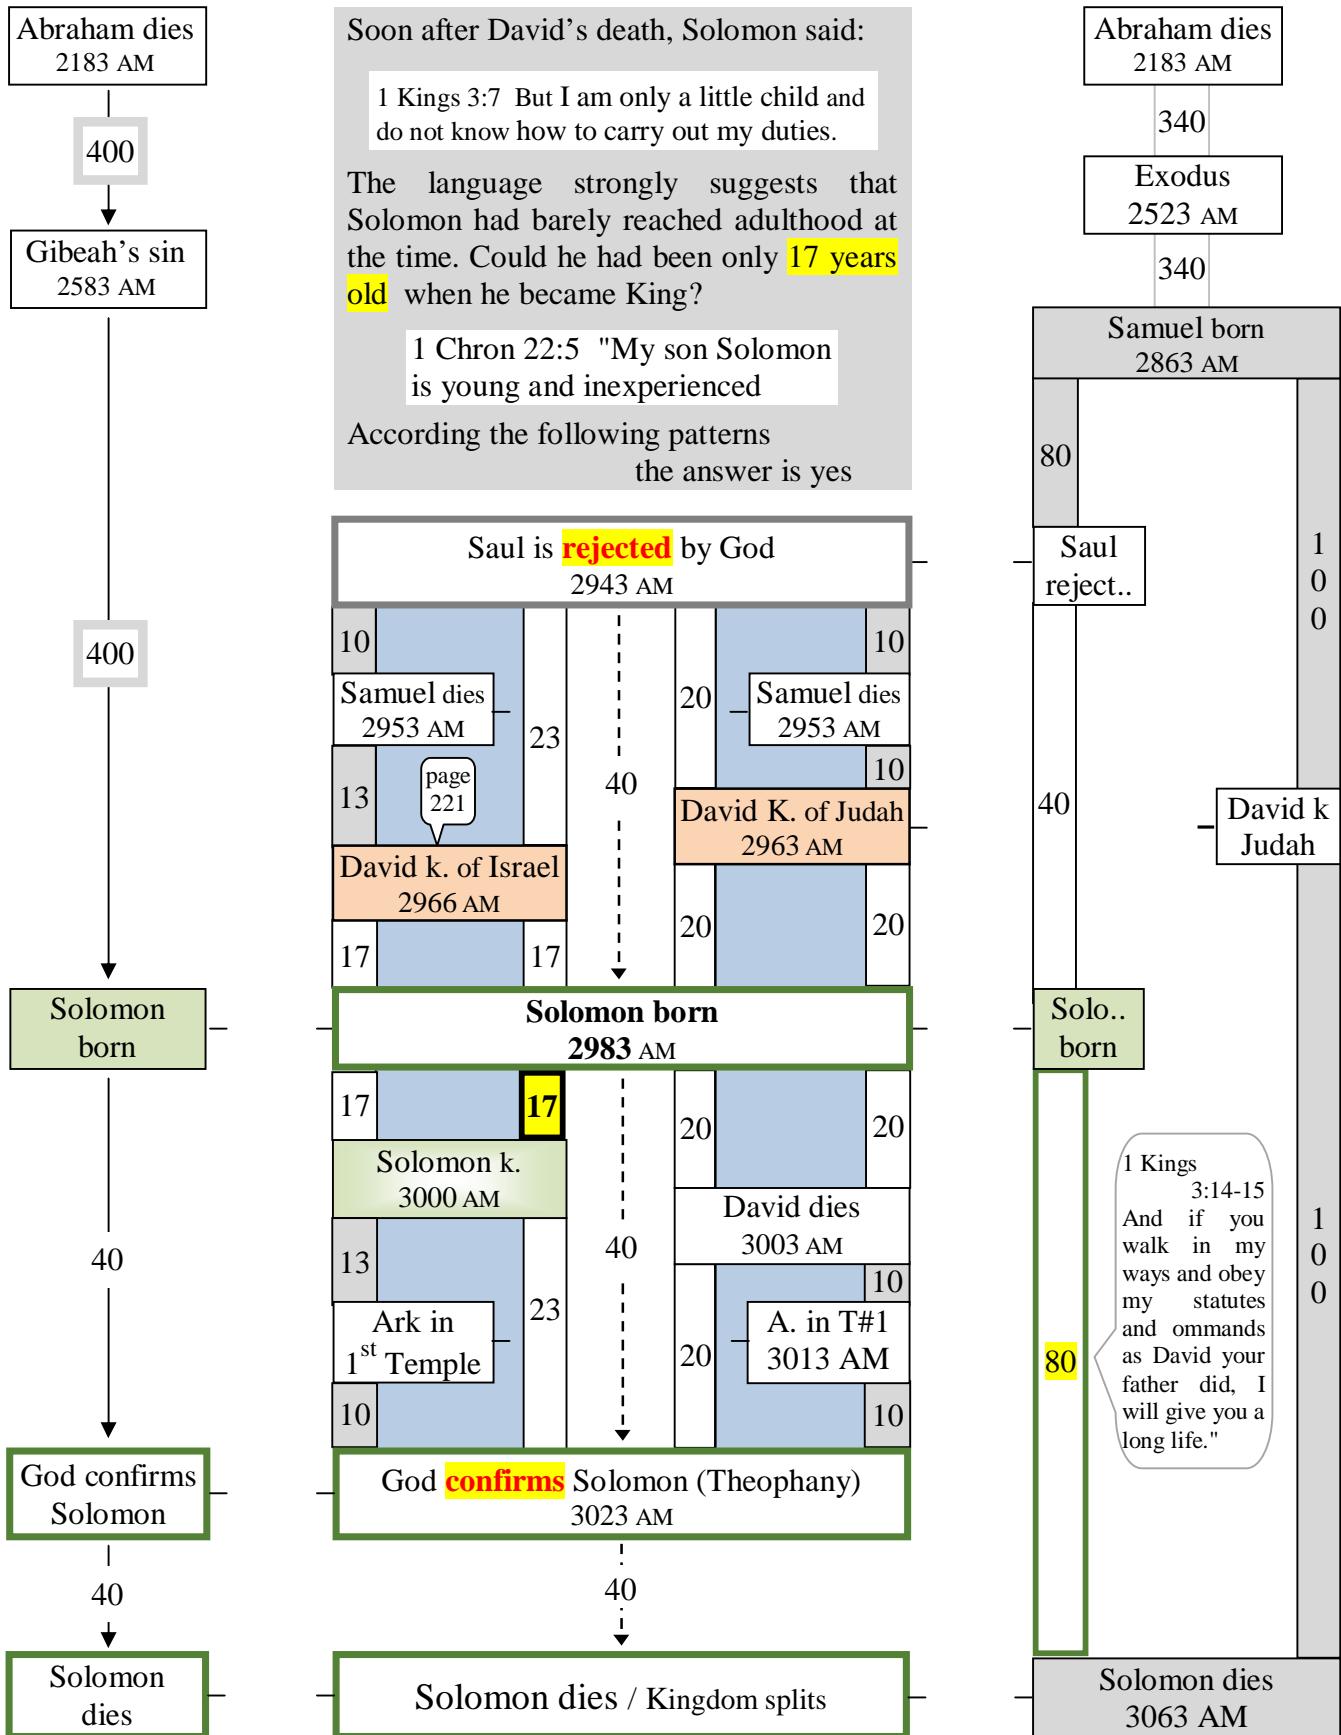 Abraham dies
2183 AM
400
Gibeah's sin
2583 AM
400
Solomon
born
40
God confirms
Solomon
40
Solomon
dies
Soon after David's death, Solomon said:
1 Kings 3:7 But I am only a little child and
do not know how to carry out my duties.
The language strongly suggests that
Solomon had barely reached adulthood at
the time. Could he had been only 17 years
old when he became King?
1 Chron 22:5 "My son Solomon
is young and inexperienced
According the following patterns
the answer is yes
Saul is rejected by God
2943 AM
10
Samuel dies
2953 AM
13
23
page
221
David k. of Israel
2966 AM
17
17
40
20
10
Samuel dies
2953 AM
10
David K. of Judah
2963 AM
20
20
Solomon born
2983 AM
17
17
Solomon k.
3000 AM
13
23
Ark in
1st Temple
10
40
20
20
David dies
3003 AM
10
20
A. in T#1
3013 AM
10
God confirms Solomon (Theophany)
3023 AM
40
Solomon dies / Kingdom splits
Abraham dies
2183 AM
340
Exodus
2523 AM
340
Samuel born
2863 AM
80
Saul
reject..
1
0
0
40
David k
Judah
Solo..
born
80
1 Kings
3:14-15
And if you
walk in my
ways and obey
my statutes
and ommands
as David your
father did, I
will give you a
long life."
1
0
0
Solomon dies
3063 AM